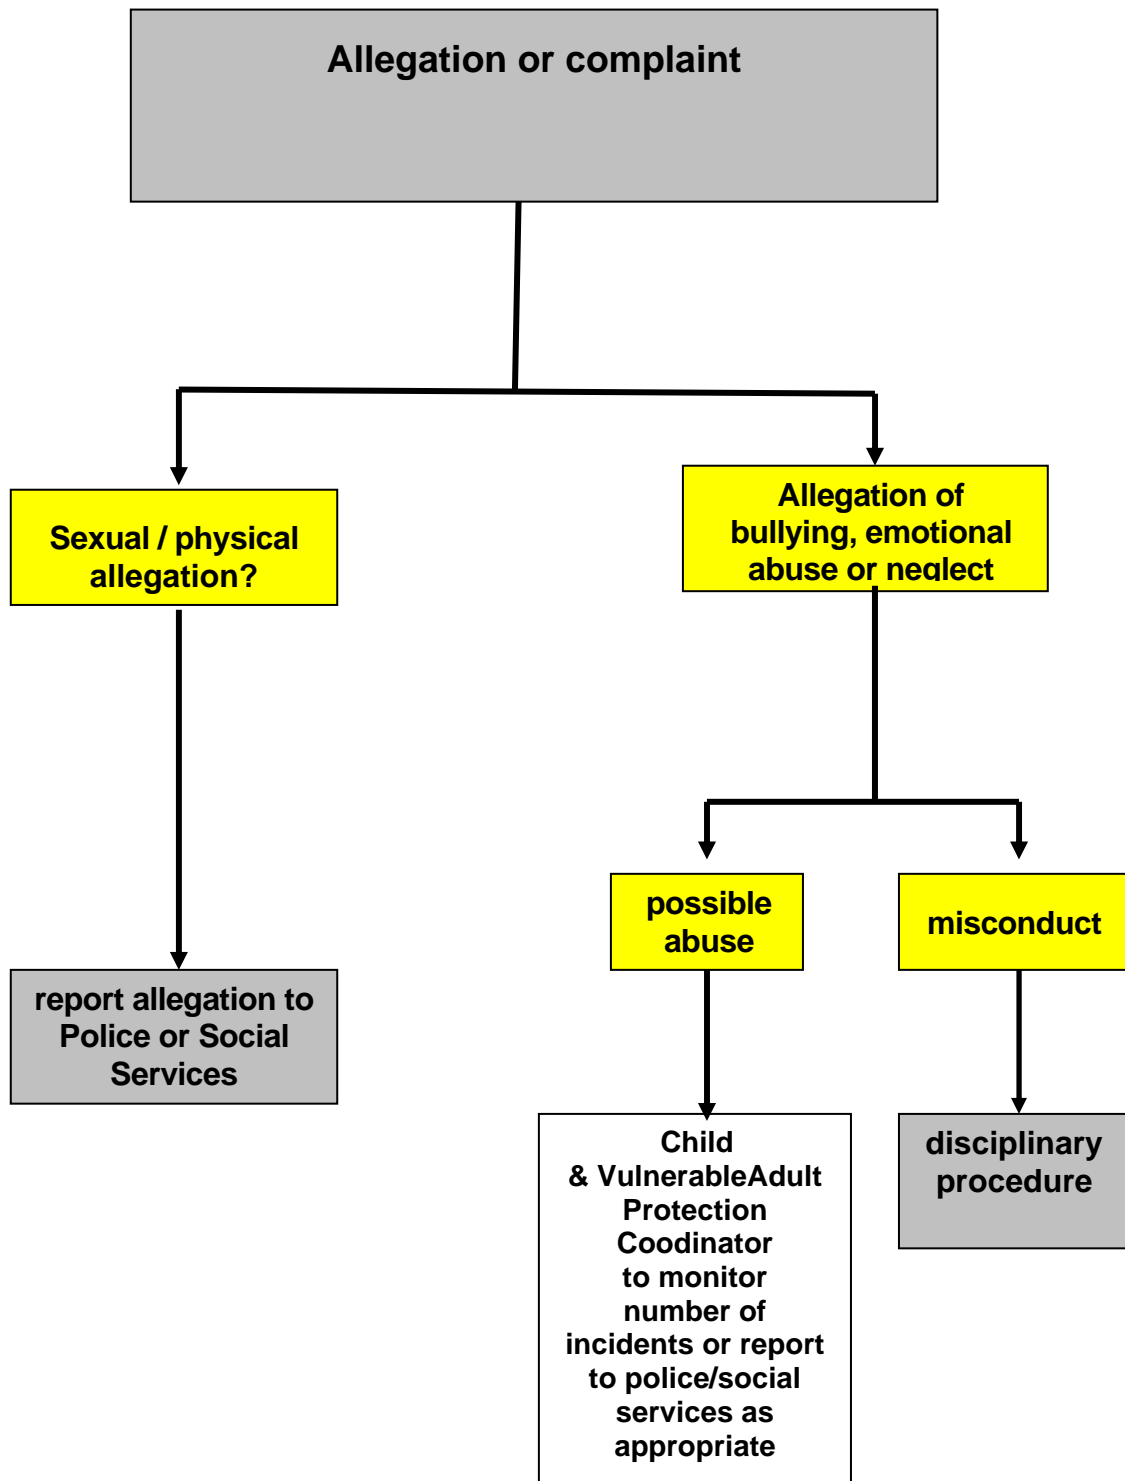 Allegation or complaint
Sexual / physical
allegation?
Allegation of
bullying, emotional
abuse or neglect
possible
abuse
misconduct
report allegation to
Police or Social
Services
Child
& VulnerableAdult
Protection
Coodinator
to monitor
number of
incidents or report
to police/social
services as
appropriate
disciplinary
procedure